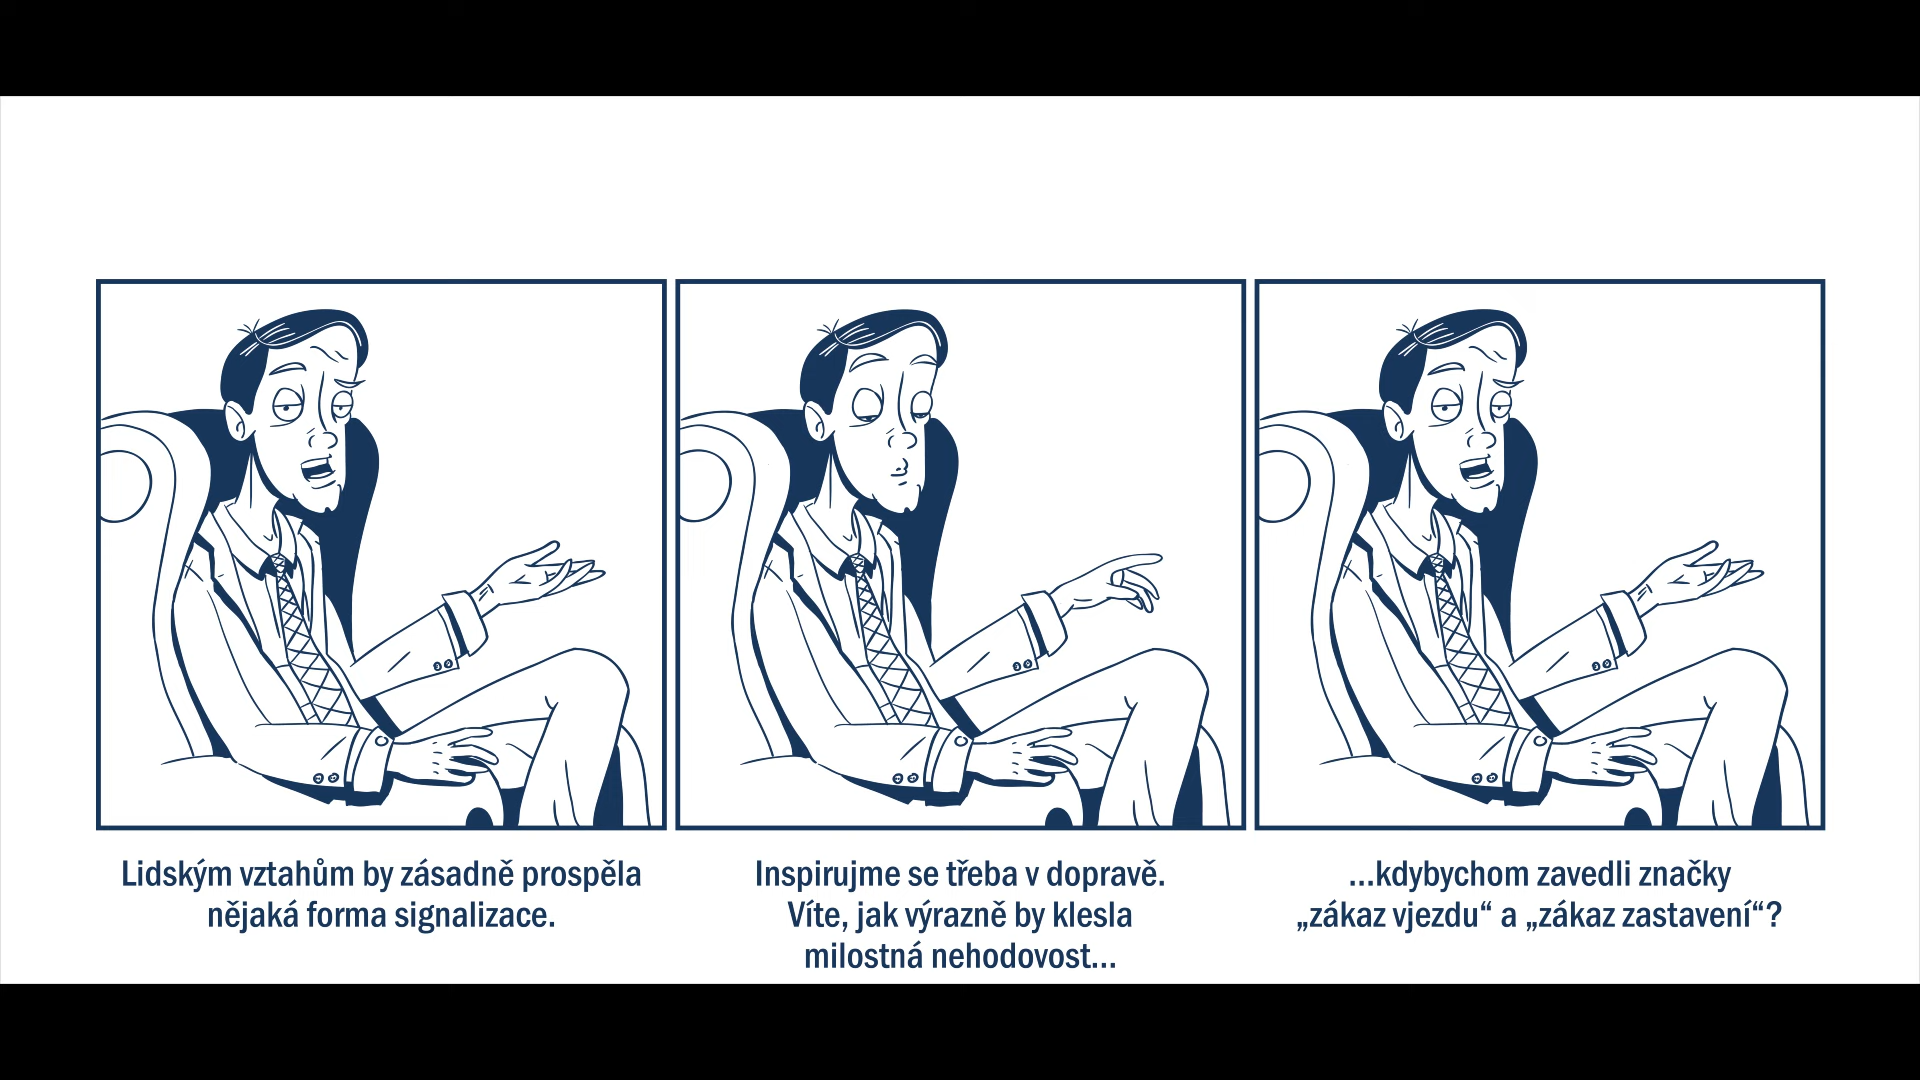 Lidským vztahům by zásadně prospěla
nějaká forma signalizace.
Inspirujme se třeba v dopravě.
Víte, jak výrazně by klesla
milostná nehodovost...
...kdybychom zavedli značky
„zákaz vjezdu“ a „zákaz zastavení“?